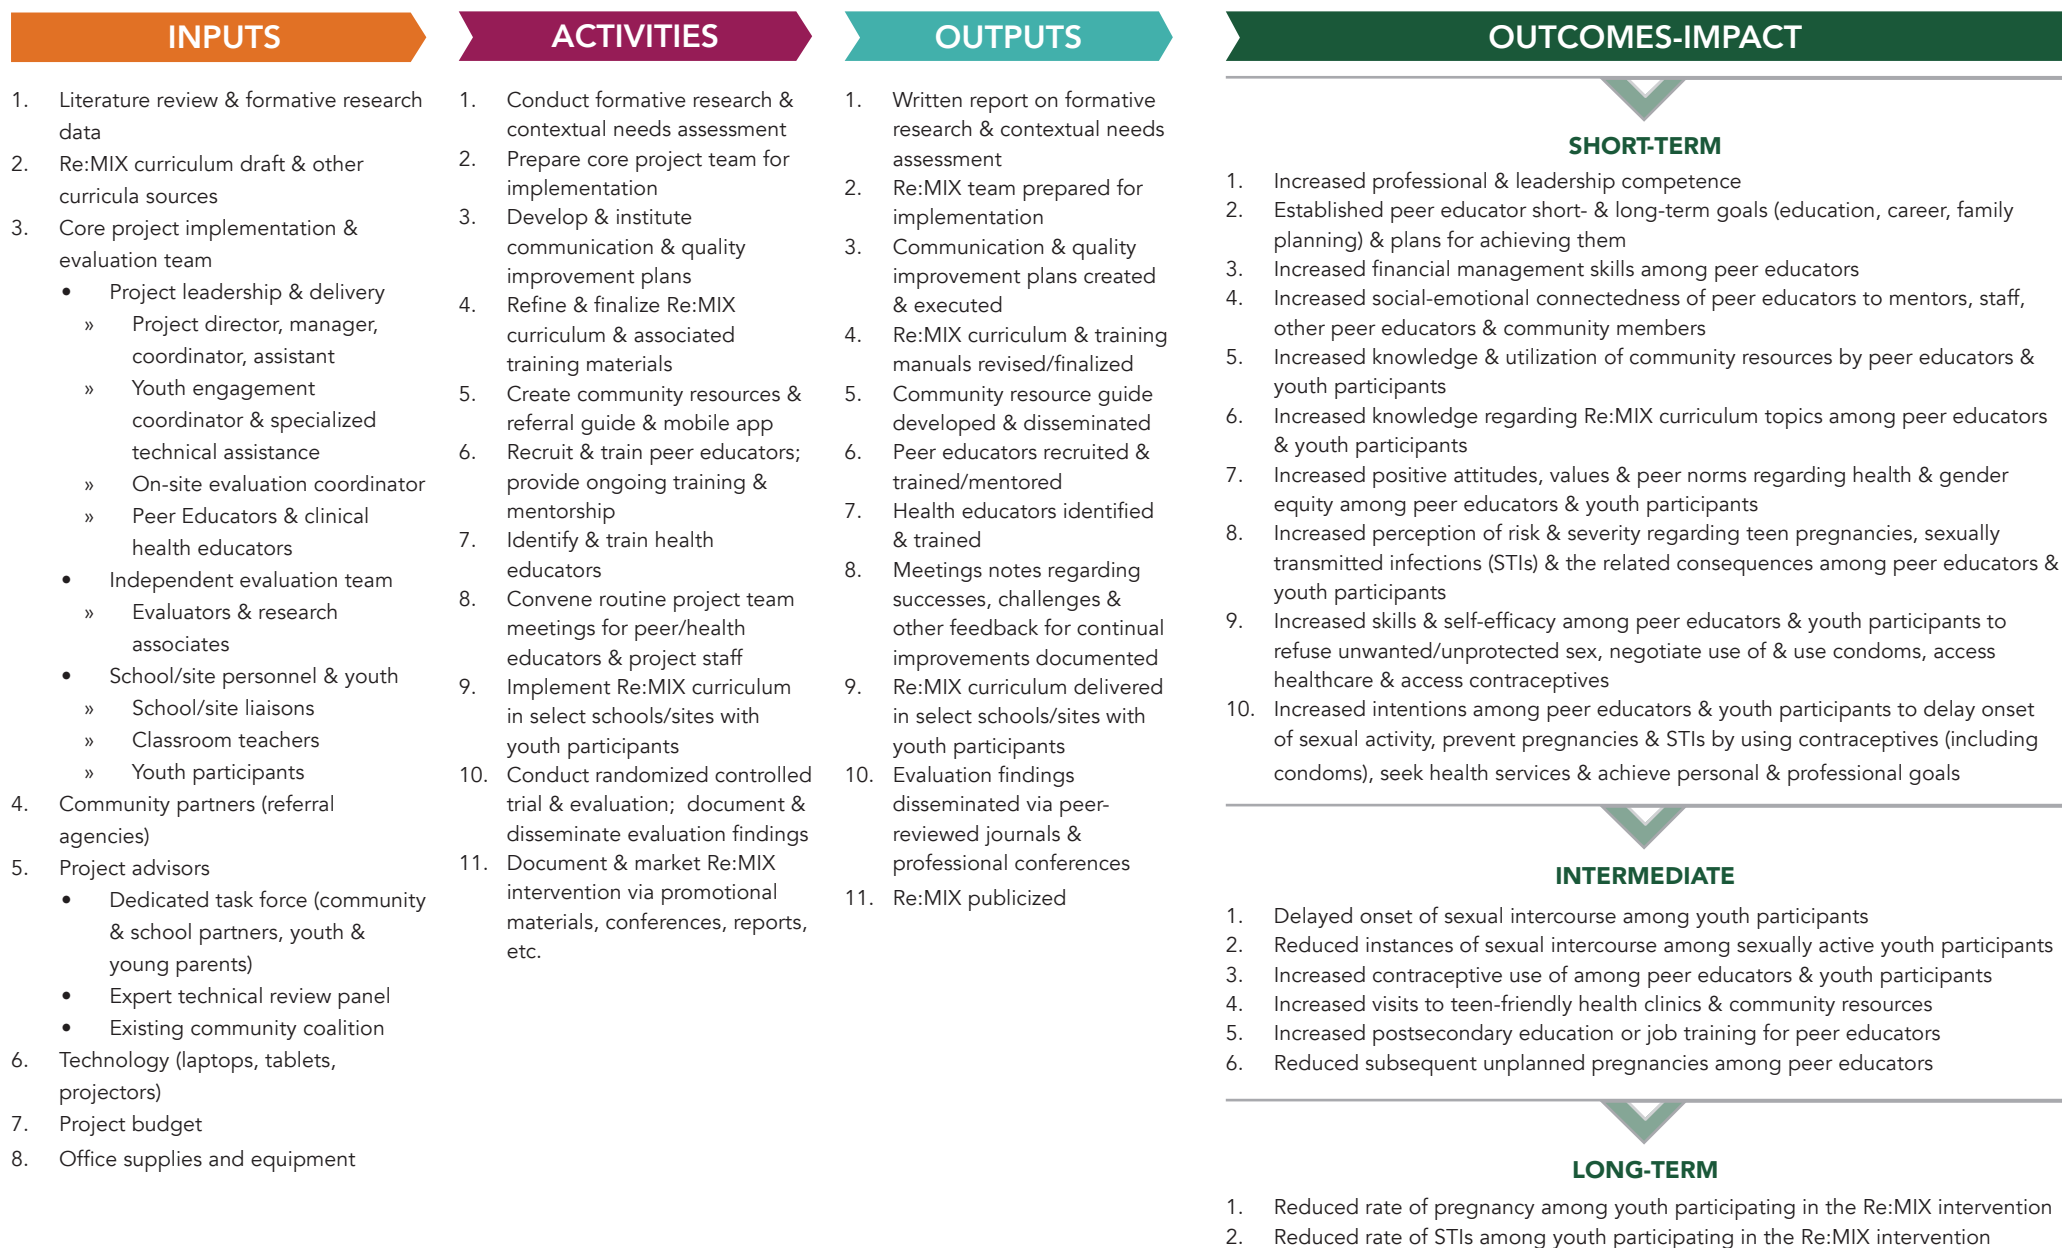 INPUTS
1. Literature review & formative research
data
2. Re:MIX curriculum draft & other
curricula sources
3. Core project implementation &
evaluation team
• Project leadership & delivery
» Project director, manager,
coordinator, assistant
» Youth engagement
coordinator & specialized
technical assistance
» On-site evaluation coordinator
» Peer Educators & clinical
health educators
• Independent evaluation team
» Evaluators & research
associates
• School/site personnel & youth
» School/site liaisons
» Classroom teachers
» Youth participants
4. Community partners (referral
agencies)
5. Project advisors
• Dedicated task force (community
& school partners, youth &
young parents)
• Expert technical review panel
• Existing community coalition
6. Technology (laptops, tablets,
projectors)
7. Project budget
8. Office supplies and equipment
ACTIVITIES
1. Conduct formative research &
contextual needs assessment
2. Prepare core project team for
implementation
3. Develop & institute
communication & quality
improvement plans
4. Refine & finalize Re:MIX
curriculum & associated
training materials
5. Create community resources &
referral guide & mobile app
6. Recruit & train peer educators;
provide ongoing training &
mentorship
7. Identify & train health
educators
8. Convene routine project team
meetings for peer/health
educators & project staff
9. Implement Re:MIX curriculum
in select schools/sites with
youth participants
10. Conduct randomized controlled
trial & evaluation; document &
disseminate evaluation findings
11. Document & market Re:MIX
intervention via promotional
materials, conferences, reports,
etc.
OUTPUTS
1. Written report on formative
research & contextual needs
assessment
2. Re:MIX team prepared for
implementation
3. Communication & quality
improvement plans created
& executed
4. Re:MIX curriculum & training
manuals revised/finalized
5. Community resource guide
developed & disseminated
6. Peer educators recruited &
trained/mentored
7. Health educators identified
& trained
8. Meetings notes regarding
successes, challenges &
other feedback for continual
improvements documented
9. Re:MIX curriculum delivered
in select schools/sites with
youth participants
10. Evaluation findings
disseminated via peer-
reviewed journals &
professional conferences
11. Re:MIX publicized
OUTCOMES-IMPACT
SHORT-TERM
1. Increased professional & leadership competence
2. Established peer educator short- & long-term goals (education, career, family
planning) & plans for achieving them
3. Increased financial management skills among peer educators
4. Increased social-emotional connectedness of peer educators to mentors, staff,
other peer educators & community members
5. Increased knowledge & utilization of community resources by peer educators &
youth participants
6. Increased knowledge regarding Re:MIX curriculum topics among peer educators
& youth participants
7. Increased positive attitudes, values & peer norms regarding health & gender
equity among peer educators & youth participants
8. Increased perception of risk & severity regarding teen pregnancies, sexually
transmitted infections (STIs) & the related consequences among peer educators &
youth participants
9. Increased skills & self-efficacy among peer educators & youth participants to
refuse unwanted/unprotected sex, negotiate use of & use condoms, access
healthcare & access contraceptives
10. Increased intentions among peer educators & youth participants to delay onset
of sexual activity, prevent pregnancies & STIs by using contraceptives (including
condoms), seek health services & achieve personal & professional goals
INTERMEDIATE
1. Delayed onset of sexual intercourse among youth participants
2. Reduced instances of sexual intercourse among sexually active youth participants
3. Increased contraceptive use of among peer educators & youth participants
4. Increased visits to teen-friendly health clinics & community resources
5. Increased postsecondary education or job training for peer educators
6. Reduced subsequent unplanned pregnancies among peer educators
LONG-TERM
1. Reduced rate of pregnancy among youth participating in the Re:MIX intervention
2. Reduced rate of STIs among youth participating in the Re:MIX intervention